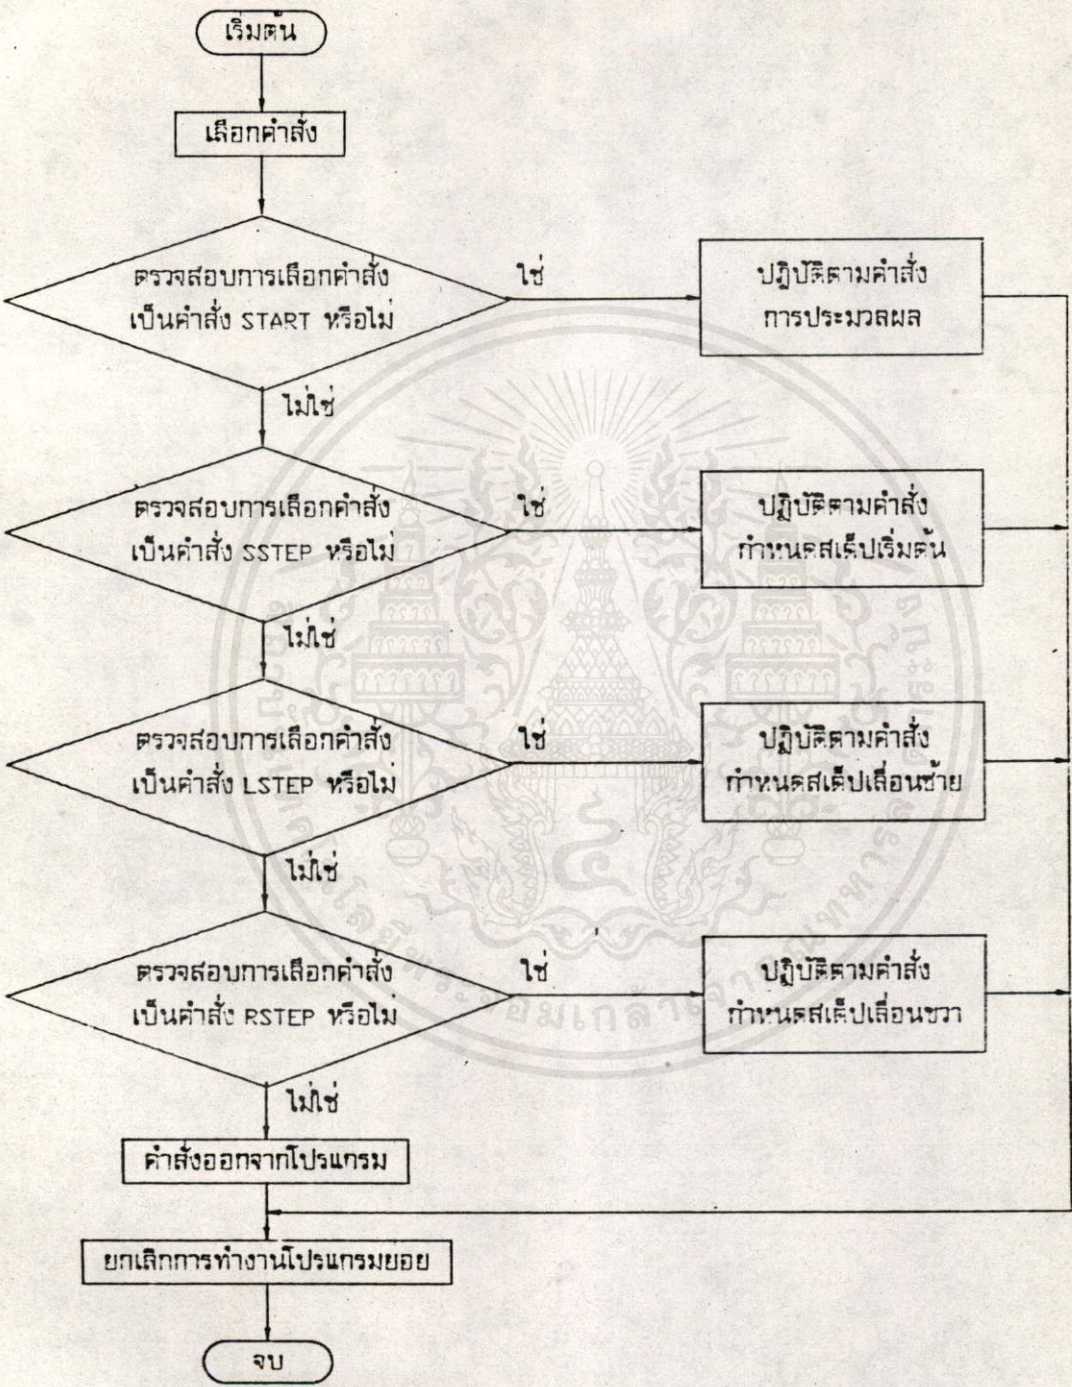 เริ่มต้น
เลือกคำสั่ง
ตรวจสอบการเลือกคำสั่ง
เป็นคำสั่ง START หรือไม่
ใช่
ปฏิบัติตามคำสั่ง
การประมวลผล
ไม่ใช่
ตรวจสอบการเลือกคำสั่ง
เป็นคำสั่ง SSTEP หรือไม่
ใช่
ปฏิบัติตามคำสั่ง
กำหนดสเต็ปเริ่มต้น
ไม่ใช่
ตรวจสอบการเลือกคำสั่ง
เป็นคำสั่ง LSTEP หรือไม่
ใช่
ปฏิบัติตามคำสั่ง
กำหนดสเต็ปเลื่อนซ้าย
ไม่ใช่
ตรวจสอบการเลือกคำสั่ง
เป็นคำสั่ง RSTEP หรือไม่
ใช่
ปฏิบัติตามคำสั่ง
กำหนดสเต็ปเลื่อนขวา
ไม่ใช่
คำสั่งออกจากโปรแกรม
ยกเลิกการทำงานโปรแกรมยอย
จบ